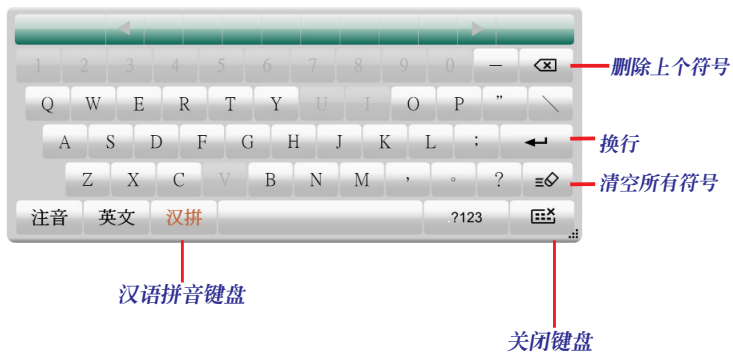 1 2 3 4 5 6 7 8 9 0 —
删除上个符号
Q W E R T Y U I O P ” ﹨
A S D F G H J K L ;
换行
Z X C V B N M , 。 ?
清空所有符号
注音 英文 汉拼 ?123
汉语拼音键盘
关闭键盘